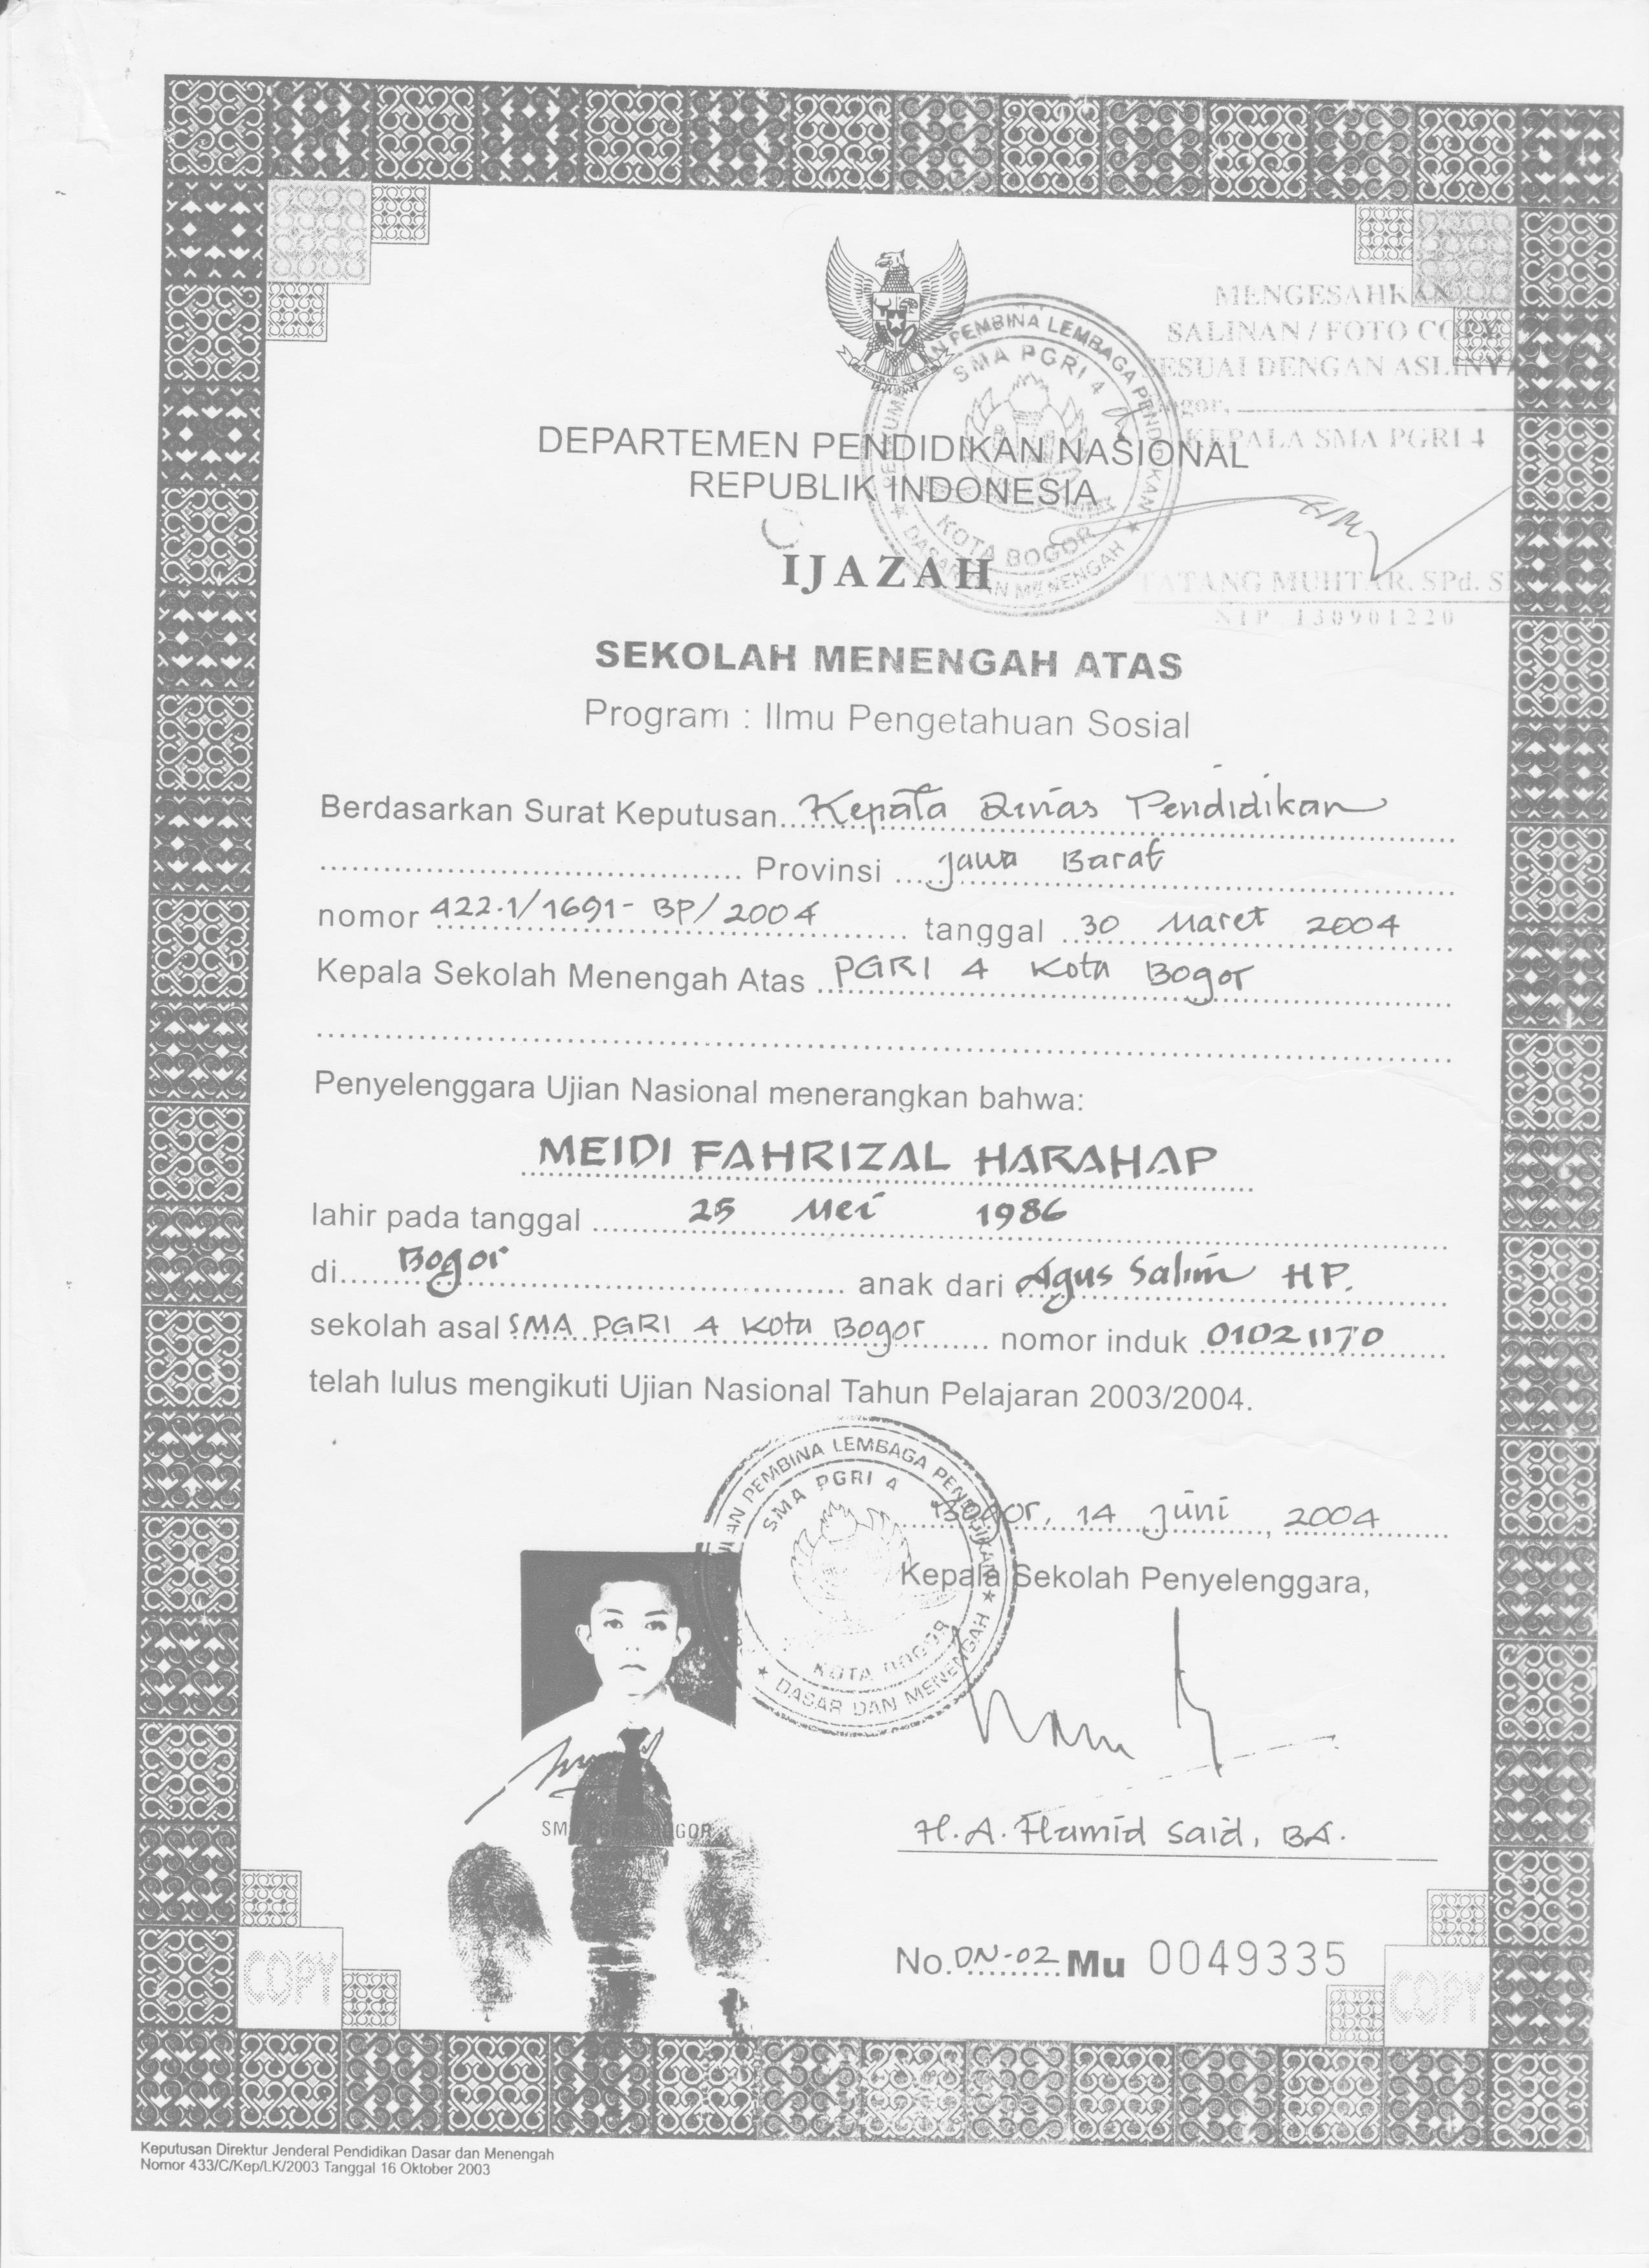 MENGESAHKAN
SALINAN / FOTO COPY
SESUAI DENGAN ASLINYA
Bogor,
KEPALA SMA PGRI 4
PEMBINA LEMBAGA PENDIDIKAN
SMA PGRI 4
KOTA BOGOR
DASAR DAN MENENGAH
DEPARTEMEN PENDIDIKAN NASIONAL
REPUBLIK INDONESIA
IJAZAH
TATANG MUHTAR. SPd.
NIP 130901220
SEKOLAH MENENGAH ATAS
Program : Ilmu Pengetahuan Sosial
Berdasarkan Surat Keputusan Kepala Dinas Pendidikan
Provinsi Jawa Barat
nomor 422.1/1691- BP/2004 tanggal 30 Maret 2004
Kepala Sekolah Menengah Atas PGRI 4 Kota Bogor
Penyelenggara Ujian Nasional menerangkan bahwa:
MEIDI FAHRIZAL HARAHAP
lahir pada tanggal 25 Mei 1986
di Bogor anak dari Agus Salim HP.
sekolah asal SMA PGRI 4 Kota Bogor nomor induk 01021170
telah lulus mengikuti Ujian Nasional Tahun Pelajaran 2003/2004.
PEMBINA LEMBAGA PENDIDIKAN
SMA PGRI 4
KOTA BOGOR
DASAR DAN MENENGAH
Bogor, 14 Juni, 2004
Kepala Sekolah Penyelenggara,
SMA PGRI 4 BOGOR
H.A. Hamid Said, BA.
No. DN-02 Mu 0049335
COPY
COPY
Keputusan Direktur Jenderal Pendidikan Dasar dan Menengah
Nomor 433/C/Kep/LK/2003 Tanggal 16 Oktober 2003